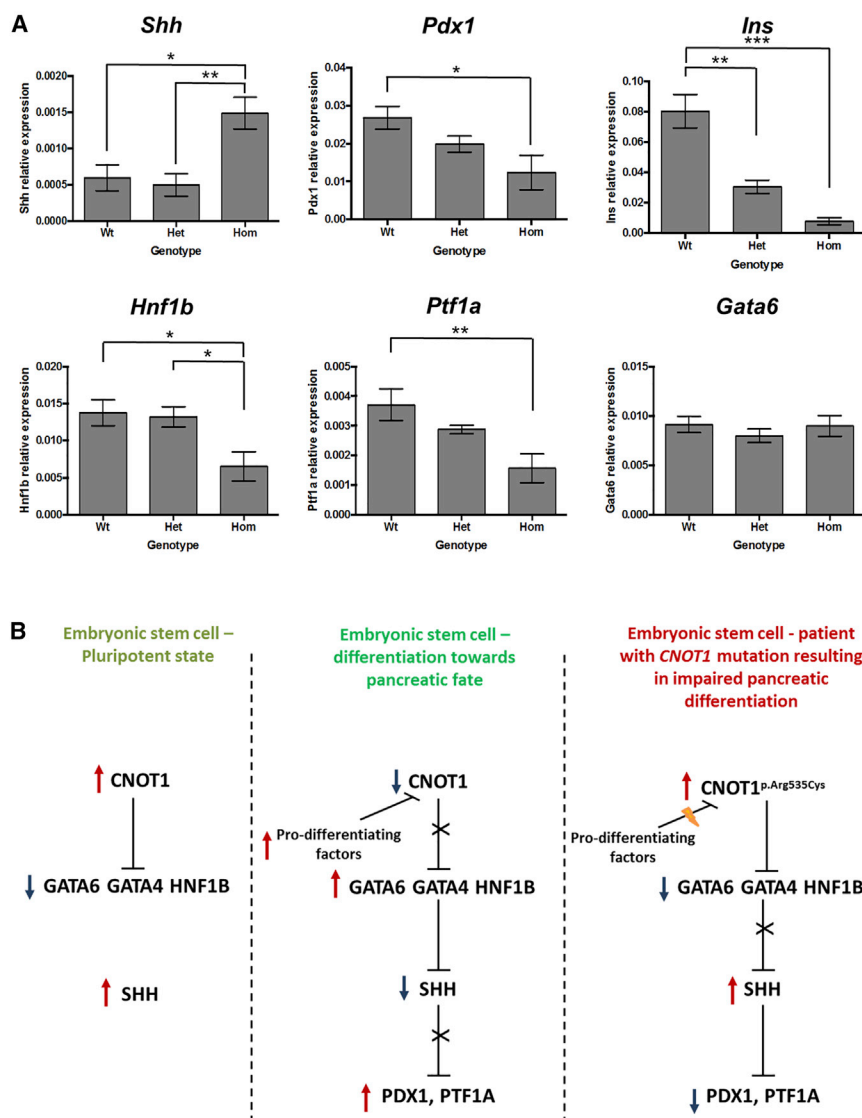 A
Shh
*
**
0.0020
0.0015
0.0010
0.0005
0.0000
Shh relative expression
Wt Het Hom
Genotype
Pdx1
*
0.04
0.03
0.02
0.01
0.00
Pdx1 relative expression
Wt Het Hom
Genotype
Ins
***
**
0.10
0.08
0.06
0.04
0.02
0.00
Ins relative expression
Wt Het Hom
Genotype
Hnf1b
*
*
0.020
0.015
0.010
0.005
0.000
Hnf1b relative expression
Wt Het Hom
Genotype
Ptf1a
**
0.005
0.004
0.003
0.002
0.001
0.000
Ptf1a relative expression
Wt Het Hom
Genotype
Gata6
0.015
0.010
0.005
0.000
Gata6 relative expression
Wt Het Hom
Genotype
B
Embryonic stem cell –
Pluripotent state
CNOT1
GATA6 GATA4 HNF1B
SHH
Embryonic stem cell –
differentiation towards
pancreatic fate
CNOT1
Pro-differentiating
factors
GATA6 GATA4 HNF1B
SHH
PDX1, PTF1A
Embryonic stem cell - patient
with CNOT1 mutation resulting
in impaired pancreatic
differentiation
CNOT1p.Arg535Cys
Pro-differentiating
factors
GATA6 GATA4 HNF1B
SHH
PDX1, PTF1A